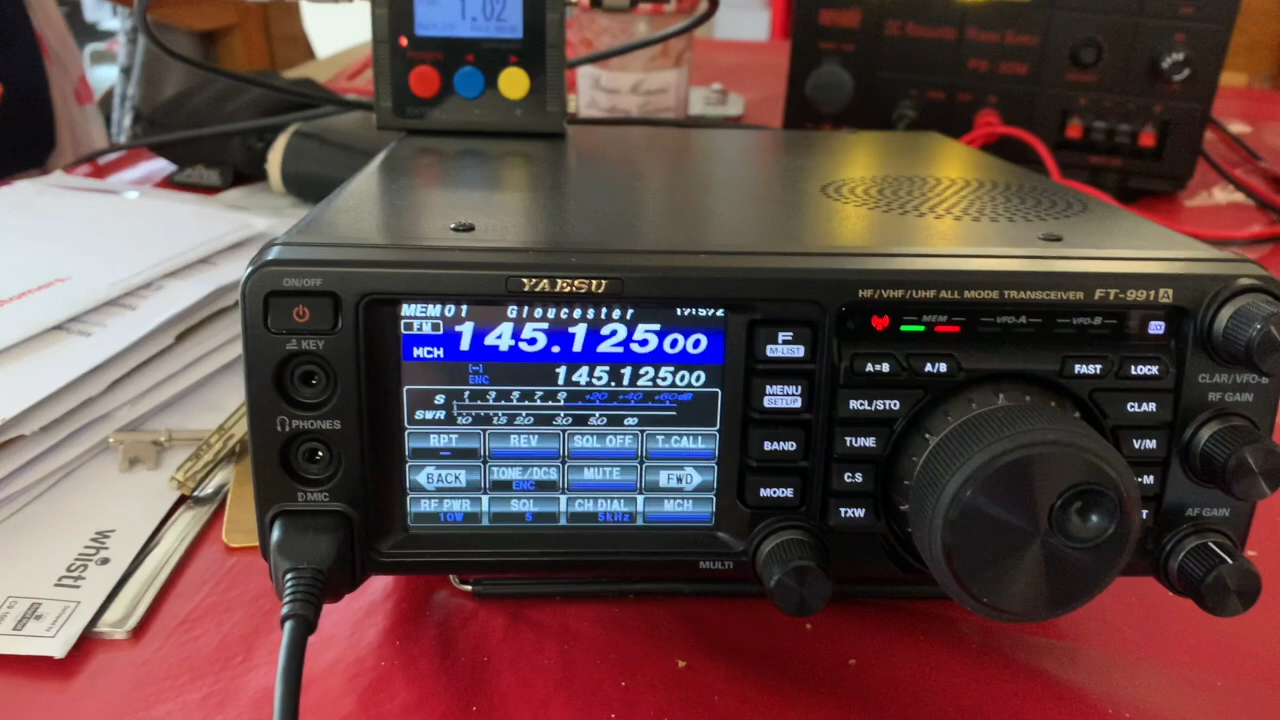 1.02
DC REGULATED POWER SUPPLY
ON/OFF
YAESU
HF/VHF/UHF ALL MODE TRANSCEIVER FT-991A
KEY
PHONES
MIC
MEM01 Gloucester
FM 145.12500
MCH
[-]
ENC 145.12500
S 1 3 5 7 9 +20 +40 +60dB
SWR 1.0 1.5 2.0 3.0 5.0 ∞
RPT REV SQL OFF T.CALL
–
BACK TONE/DCS MUTE FWD
ENC
RF PWR SQL CH DIAL MCH
10W 5 5kHz
MULTI
F
M-LIST
MENU
SETUP
BAND
MODE
MEM VFO-A VFO-B LOCK
A=B A/B FAST LOCK
RCL/STO CLAR
TUNE V/M
C.S
TXW
CLAR/VFO-B
RF GAIN
AF GAIN
whistl